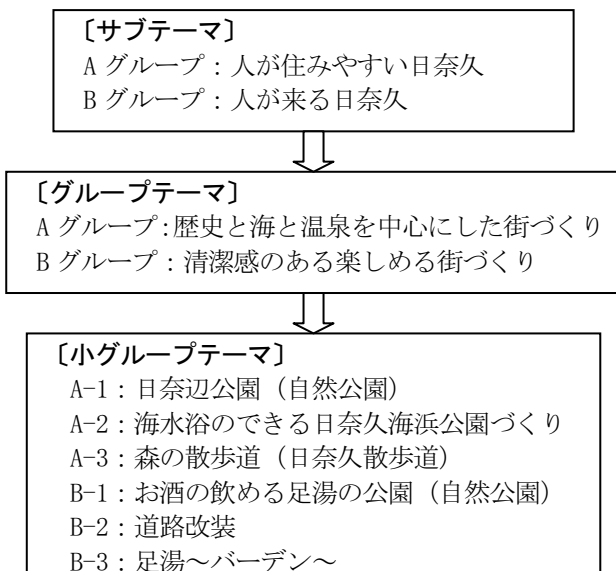 〔サブテーマ〕
Aグループ：人が住みやすい日奈久
Bグループ：人が来る日奈久
〔グループテーマ〕
Aグループ：歴史と海と温泉を中心にした街づくり
Bグループ：清潔感のある楽しめる街づくり
〔小グループテーマ〕
A-1：日奈辺公園（自然公園）
A-2：海水浴のできる日奈久海浜公園づくり
A-3：森の散歩道（日奈久散歩道）
B-1：お酒の飲める足湯の公園（自然公園）
B-2：道路改装
B-3：足湯～バーデン～